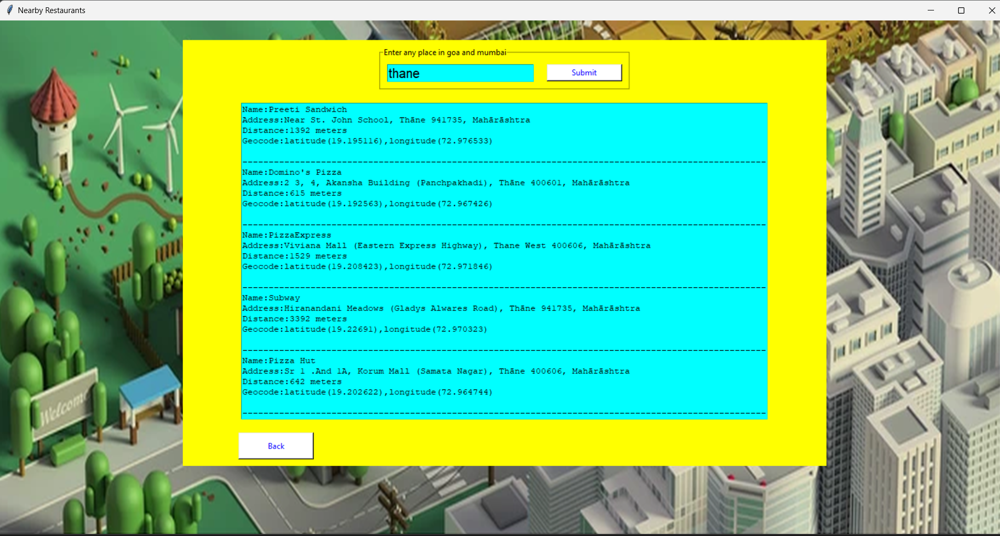 Nearby Restaurants
Enter any place in goa and mumbai
thane
Submit
Name:Preeti Sandwich
Address:Near St. John School, Thāne 941735, Mahārāshtra
Distance:1392 meters
Geocode:latitude(19.195116),longitude(72.976533)
----------------------------------------------------------------------------------------------------
Name:Domino's Pizza
Address:2 3, 4, Akansha Building (Panchpakhadi), Thāne 400601, Mahārāshtra
Distance:615 meters
Geocode:latitude(19.192563),longitude(72.967426)
----------------------------------------------------------------------------------------------------
Name:PizzaExpress
Address:Viviana Mall (Eastern Express Highway), Thane West 400606, Mahārāshtra
Distance:1529 meters
Geocode:latitude(19.208423),longitude(72.971846)
----------------------------------------------------------------------------------------------------
Name:Subway
Address:Hiranandani Meadows (Gladys Alwares Road), Thāne 941735, Mahārāshtra
Distance:3392 meters
Geocode:latitude(19.22691),longitude(72.970323)
----------------------------------------------------------------------------------------------------
Name:Pizza Hut
Address:Sr 1 .And 1A, Korum Mall (Samata Nagar), Thāne 400606, Mahārāshtra
Distance:642 meters
Geocode:latitude(19.202622),longitude(72.964744)
----------------------------------------------------------------------------------------------------
Welcome
Back